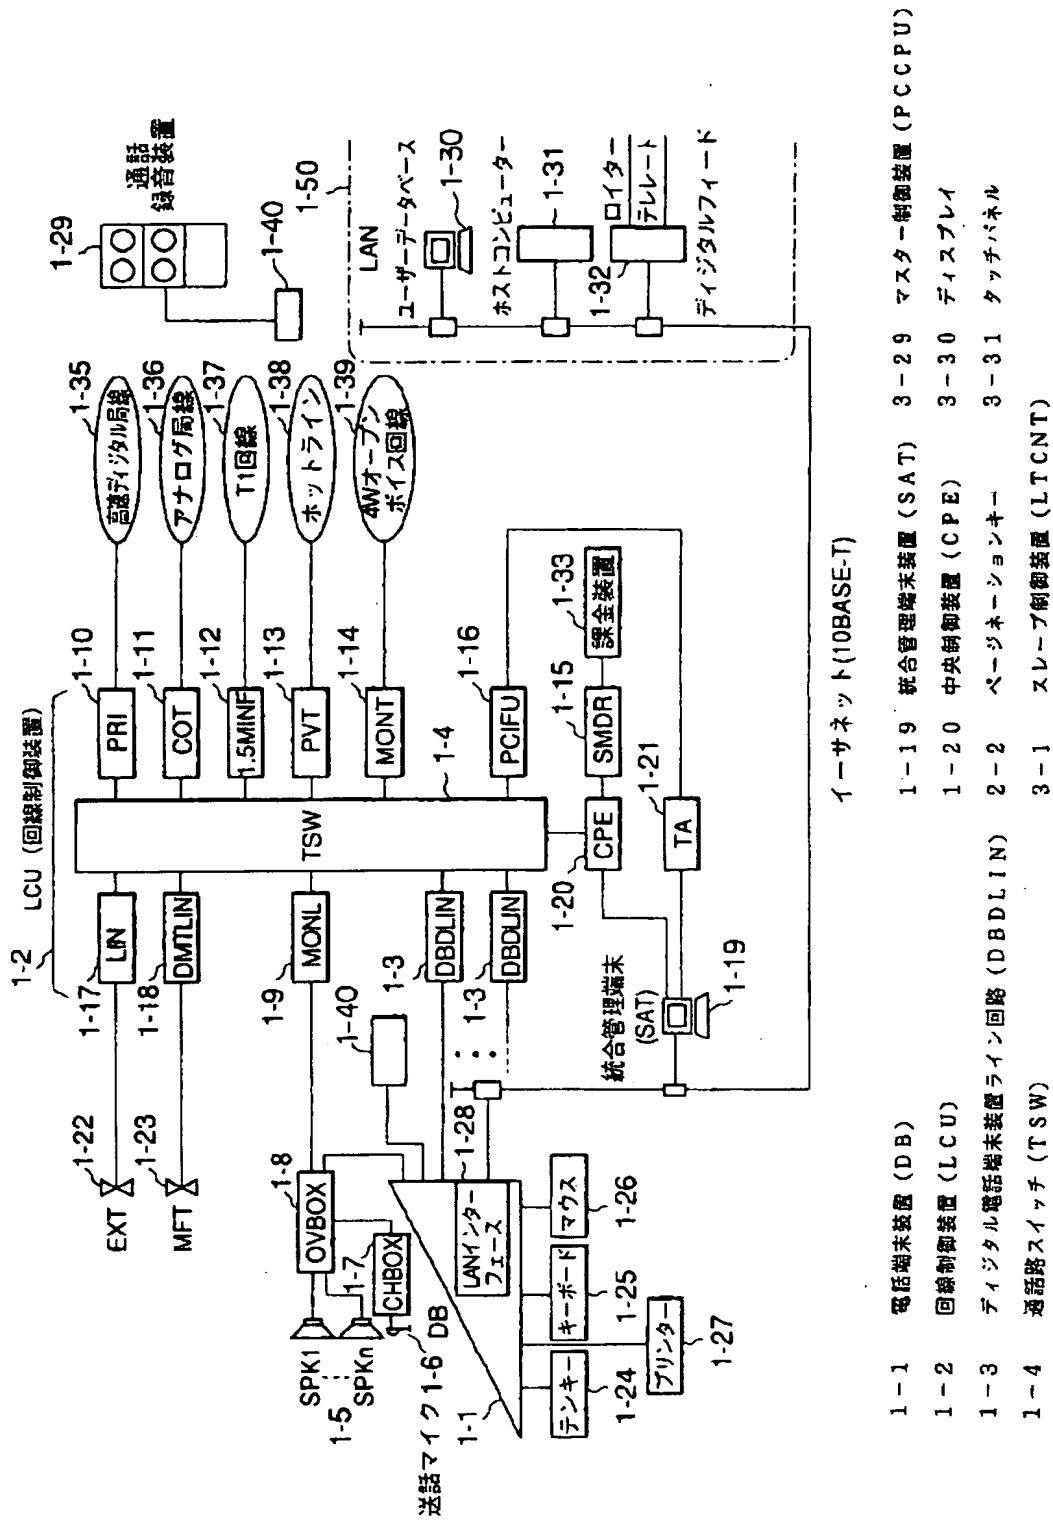 1-2
LCU (回線制御装置)
1-22
EXT
1-17
LIN
1-10
PRI
1-35
高速ディジタル局線
1-23
MFT
1-18
DMTLIN
1-11
COT
1-36
アナログ局線
1-12
1.5MINF
1-37
T1回線
1-8
OVBOX
1-9
MONL
TSW
1-4
1-13
PVT
1-38
ホットライン
1-14
MONT
1-39
4Wオープン
ボイス回線
SPK1
SPKn
1-5
1-7
CHBOX
送話マイク 1-6
1-40
1-3
DBDLIN
1-3
DBDLIN
1-16
PCIFU
DB
1-1
1-28
LANインター
フェース
1-20
CPE
1-15
SMDR
1-33
課金装置
テンキー
1-24
キーボード
1-25
マウス
1-26
プリンター
1-27
統合管理端末
(SAT)
1-19
1-21
TA
1-29
通話
録音装置
1-40
1-50
LAN
ユーザーデータベース
1-30
ホストコンピューター
1-31
1-32
ロイター
テレレート
ディジタルフィード
イーサネット(10BASE-T)
1-1 電話端末装置(DB)
1-2 回線制御装置(LCU)
1-3 ディジタル電話端末装置ライン回路(DBDLIN)
1-4 通話路スイッチ(TSW)
1-19 統合管理端末装置(SAT)
1-20 中央制御装置(CPE)
2-2 ページネーションキー
3-1 スレーブ制御装置(LTCNT)
3-29 マスター制御装置(PCCPU)
3-30 ディスプレイ
3-31 タッチパネル